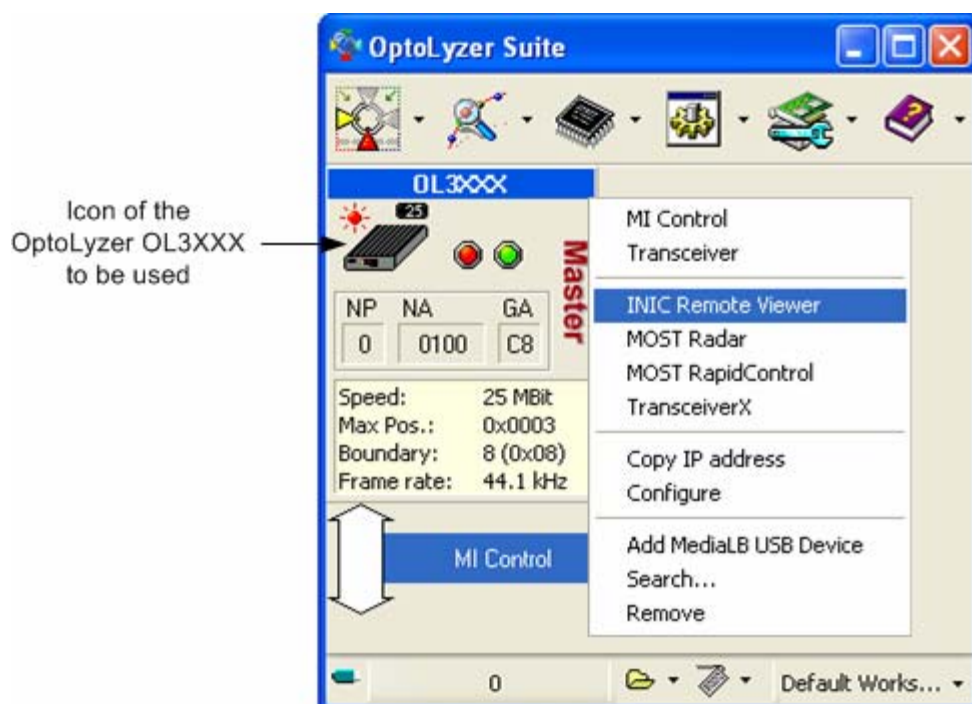 OptoLyzer Suite
OL3XXX
25
Icon of the
OptoLyzer OL3XXX
to be used
Master
NP NA GA
0 0100 C8
Speed: 25 MBit
Max Pos.: 0x0003
Boundary: 8 (0x08)
Frame rate: 44.1 kHz
MI Control
MI Control
Transceiver
INIC Remote Viewer
MOST Radar
MOST RapidControl
TransceiverX
Copy IP address
Configure
Add MediaLB USB Device
Search...
Remove
0
Default Works...